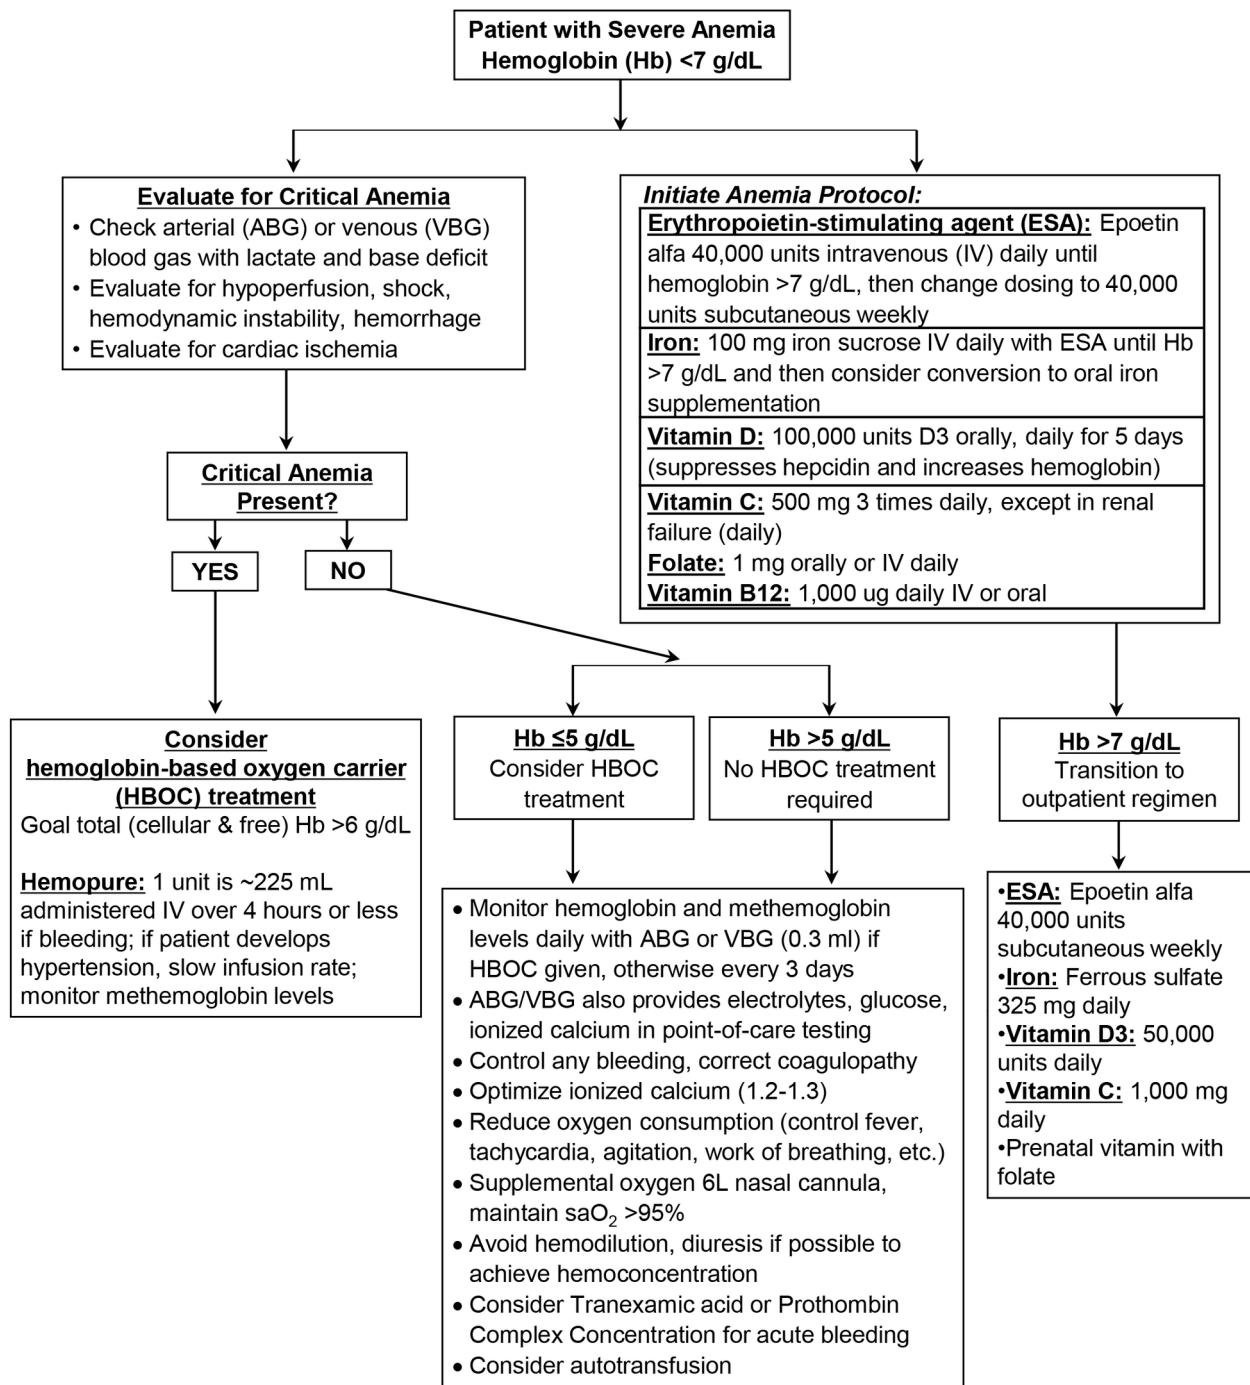 Patient with Severe Anemia
Hemoglobin (Hb) <7 g/dL
Evaluate for Critical Anemia
• Check arterial (ABG) or venous (VBG)
blood gas with lactate and base deficit
• Evaluate for hypoperfusion, shock,
hemodynamic instability, hemorrhage
• Evaluate for cardiac ischemia
Initiate Anemia Protocol:
Erythropoietin-stimulating agent (ESA): Epoetin
alfa 40,000 units intravenous (IV) daily until
hemoglobin >7 g/dL, then change dosing to 40,000
units subcutaneous weekly
Iron: 100 mg iron sucrose IV daily with ESA until Hb
>7 g/dL and then consider conversion to oral iron
supplementation
Vitamin D: 100,000 units D3 orally, daily for 5 days
(suppresses hepcidin and increases hemoglobin)
Vitamin C: 500 mg 3 times daily, except in renal
failure (daily)
Folate: 1 mg orally or IV daily
Vitamin B12: 1,000 ug daily IV or oral
Critical Anemia
Present?
YES
NO
Consider
hemoglobin-based oxygen carrier
(HBOC) treatment
Goal total (cellular & free) Hb >6 g/dL
Hemopure: 1 unit is ~225 mL
administered IV over 4 hours or less
if bleeding; if patient develops
hypertension, slow infusion rate;
monitor methemoglobin levels
Hb ≤5 g/dL
Consider HBOC
treatment
Hb >5 g/dL
No HBOC treatment
required
Hb >7 g/dL
Transition to
outpatient regimen
• Monitor hemoglobin and methemoglobin
levels daily with ABG or VBG (0.3 ml) if
HBOC given, otherwise every 3 days
• ABG/VBG also provides electrolytes, glucose,
ionized calcium in point-of-care testing
• Control any bleeding, correct coagulopathy
• Optimize ionized calcium (1.2-1.3)
• Reduce oxygen consumption (control fever,
tachycardia, agitation, work of breathing, etc.)
• Supplemental oxygen 6L nasal cannula,
maintain saO2 >95%
• Avoid hemodilution, diuresis if possible to
achieve hemoconcentration
• Consider Tranexamic acid or Prothombin
Complex Concentration for acute bleeding
• Consider autotransfusion
•ESA: Epoetin alfa
40,000 units
subcutaneous weekly
•Iron: Ferrous sulfate
325 mg daily
•Vitamin D3: 50,000
units daily
•Vitamin C: 1,000 mg
daily
•Prenatal vitamin with
folate